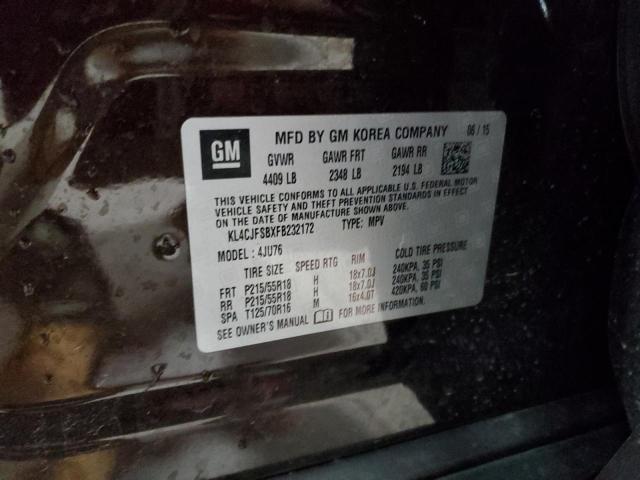 GM
MFD BY GM KOREA COMPANY 06 / 15
GVWR GAWR FRT GAWR RR
4409 LB 2348 LB 2194 LB
THIS VEHICLE CONFORMS TO ALL APPLICABLE U.S. FEDERAL MOTOR
VEHICLE SAFETY AND THEFT PREVENTION STANDARDS IN EFFECT
ON THE DATE OF MANUFACTURE SHOWN ABOVE.
KL4CJFSBXFB232172 TYPE: MPV
MODEL : 4JU76
TIRE SIZE SPEED RTG RIM COLD TIRE PRESSURE
FRT P215/55R18 H 18x7.0J 240KPA, 35 PSI
RR P215/55R18 H 18x7.0J 240KPA, 35 PSI
SPA T125/70R16 M 16x4.0T 420KPA, 60 PSI
SEE OWNER'S MANUAL FOR MORE INFORMATION.